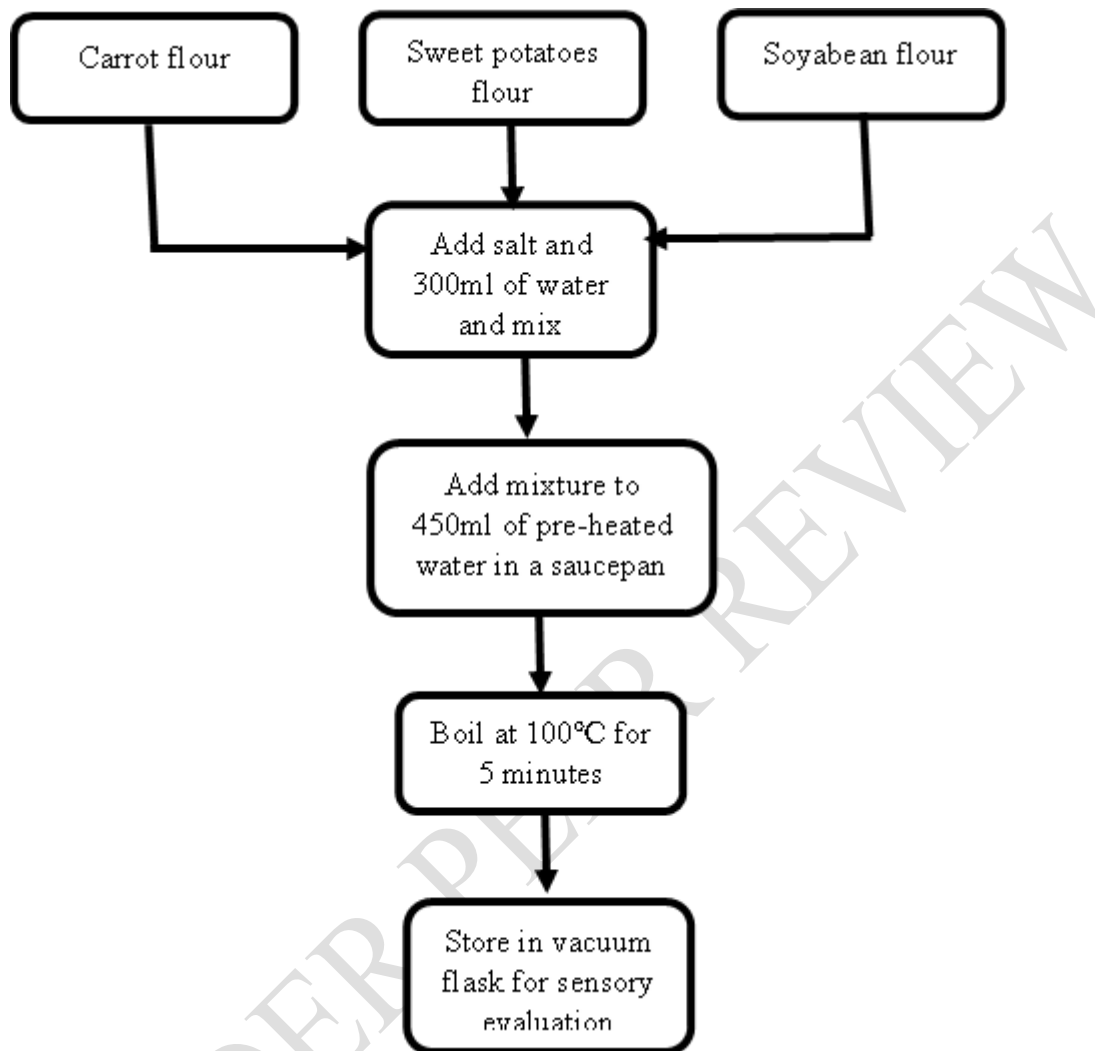 Carrot flour
Sweet potatoes
flour
Soyabean flour
Add salt and
300ml of water
and mix
Add mixture to
450ml of pre-heated
water in a saucepan
Boil at 100°C for
5 minutes
Store in vacuum
flask for sensory
evaluation
DER PEER REVIEW